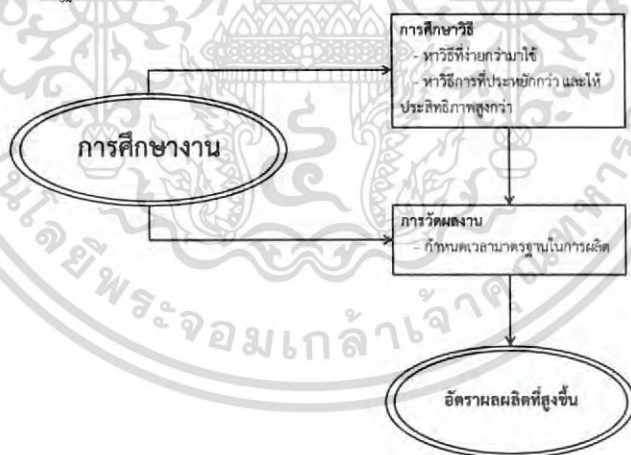 การศึกษาวิธี
- หาวิธีที่ง่ายกว่ามาใช้
- หาวิธีการที่ประหยักกว่า และให้
ประสิทธิภาพสูงกว่า
การศึกษางาน
การวัดผลงาน
- กำหนดเวลามาตรฐานในการผลิต
อัตราผลผลิตที่สูงขึ้น